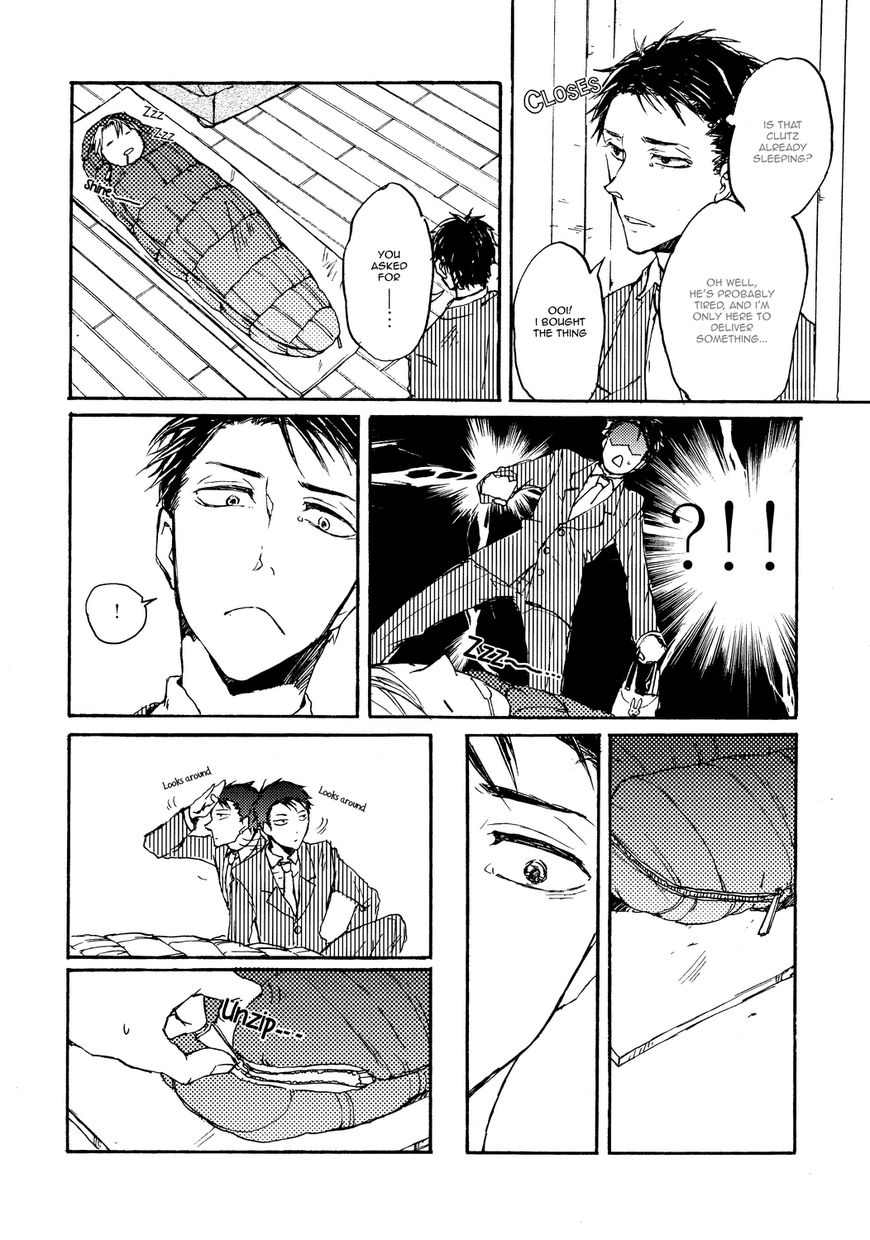 CLOSES
OOI!
I BOUGHT
THE THING
YOU
ASKED
FOR
Zzz
Zzz
Shine
IS THAT
CLUTZ
ALREADY
SLEEPING?
OH WELL,
HE'S PROBABLY
TIRED, AND I'M
ONLY HERE TO
DELIVER
SOMETHING...
?!!
Zzz~
!
Looks around
Looks around
Unzip---